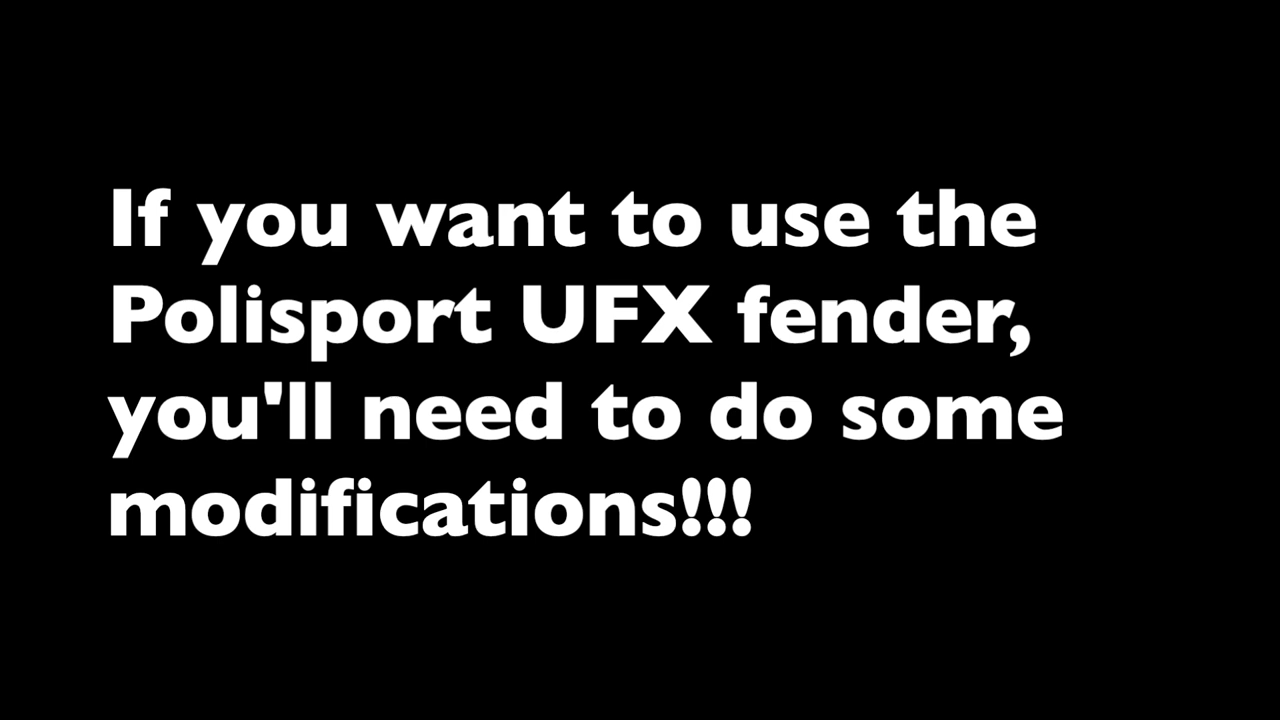 If you want to use the
Polisport UFX fender,
you'll need to do some
modifications!!!